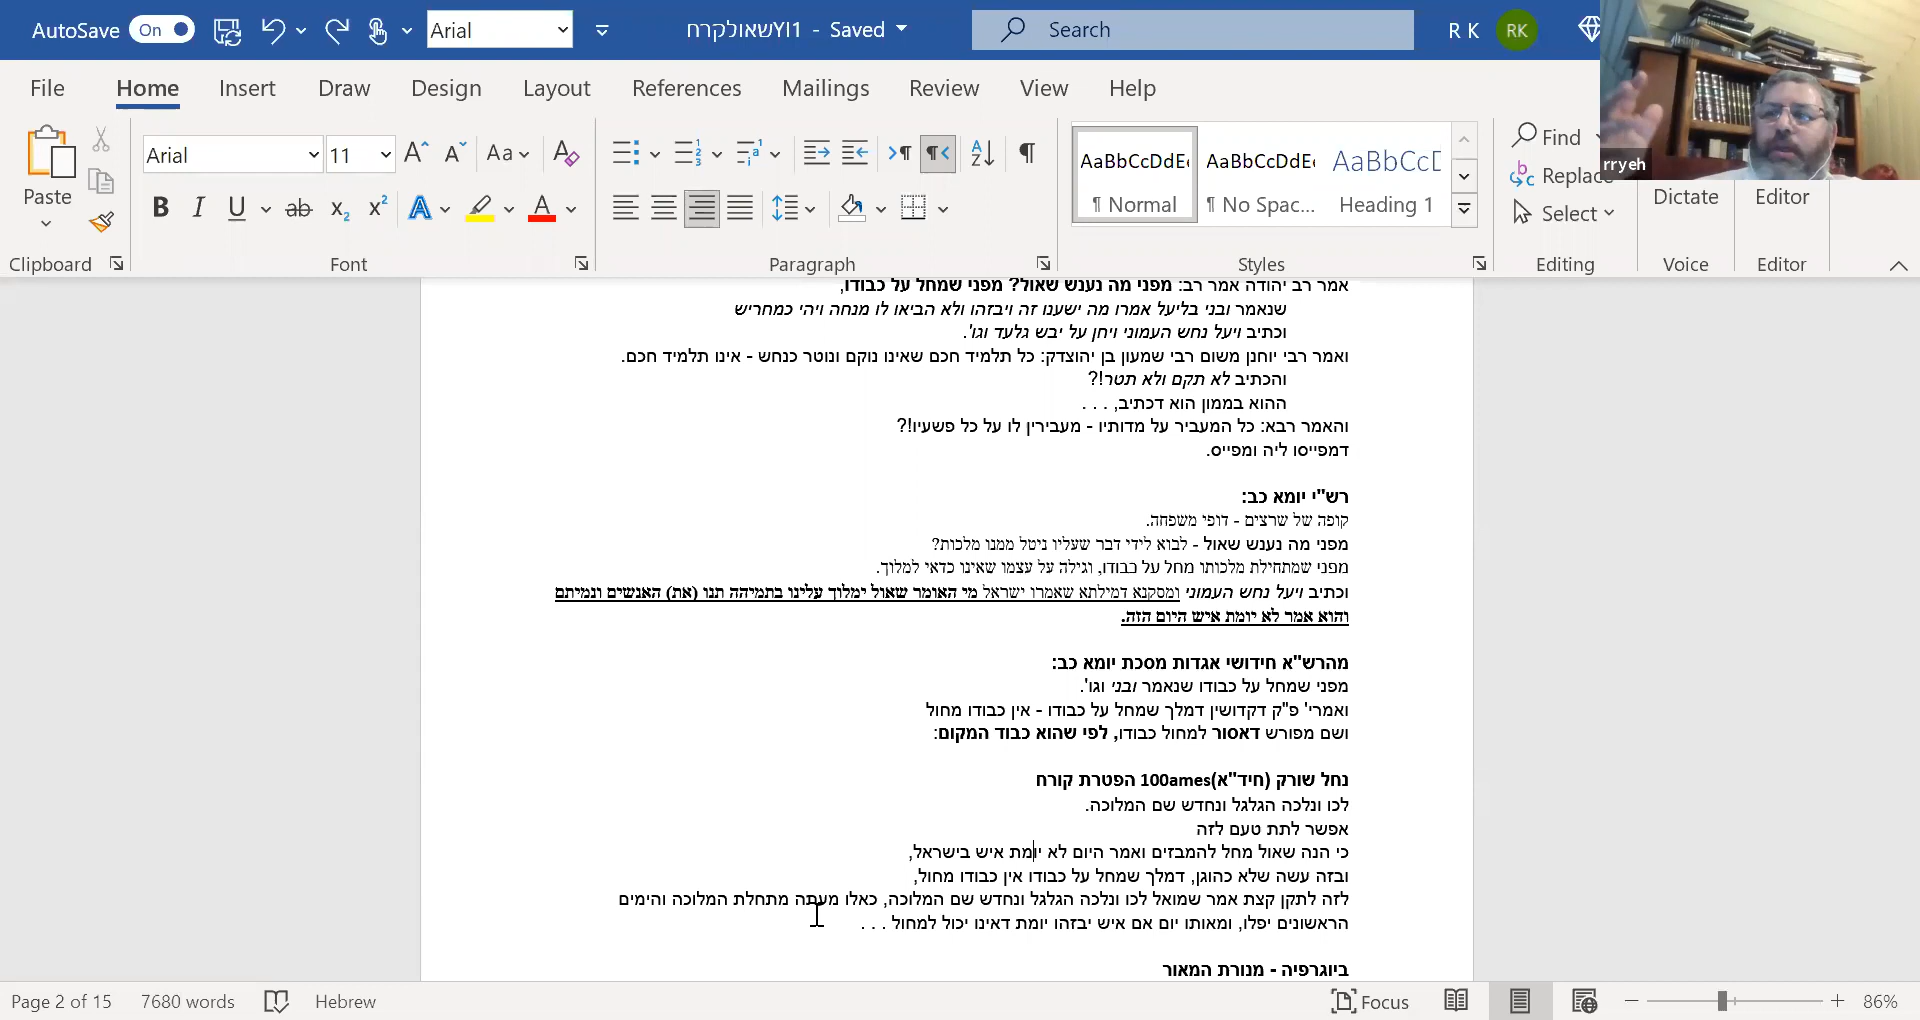 AutoSave On Arial שאולקרחYI1 - Saved Search R K RK
File Home Insert Draw Design Layout References Mailings Review View Help
rryeh
Paste Arial 11 Aa
AaBbCcDdEe AaBbCcDdEe AaBbCcD
¶ Normal ¶ No Spac... Heading 1
Find
Replace
Select
Dictate Editor
Clipboard Font Paragraph Styles Editing Voice Editor
אמר רב יהודה אמר רב: מפני מה נענש שאול? מפני שמחל על כבודו,
שנאמר ובני בליעל אמרו מה ישענו זה ויבזהו ולא הביאו לו מנחה ויהי כמחריש
וכתיב ויעל נחש העמוני ויחן על יבש גלעד וגו'.
ואמר רבי יוחנן משום רבי שמעון בן יהוצדק: כל תלמיד חכם שאינו נוקם ונוטר כנחש - אינו תלמיד חכם.
והכתיב לא תקם ולא תטר!?
ההוא בממון הוא דכתיב, . . .
והאמר רבא: כל המעביר על מדותיו - מעבירין לו על כל פשעיו!?
דמפייסו ליה ומפייס.
רש"י יומא כב:
קופה של שרצים - דופי משפחה.
מפני מה נענש שאול - לבוא לידי דבר שעליו ניטל ממנו מלכות?
מפני שמתחילת מלכותו מחל על כבודו, וגילה על עצמו שאינו כדאי למלוך.
וכתיב ויעל נחש העמוני ומסקנא דמילתא שאמרו ישראל מי האומר שאול ימלוך עלינו בתמיהה תנו (את) האנשים ונמיתם
והוא אמר לא יומת איש היום הזה.
מהרש"א חידושי אגדות מסכת יומא כב:
מפני שמחל על כבודו שנאמר ובני וגו'.
ואמרי' פ"ק דקדושין דמלך שמחל על כבודו - אין כבודו מחול
ושם מפורש דאסור למחול כבודו, לפי שהוא כבוד המקום:
נחל שורק (חיד"א)100ames הפטרת קורח
לכו ונלכה הגלגל ונחדש שם המלוכה.
אפשר לתת טעם לזה
כי הנה שאול מחל להמבזים ואמר היום לא יומת איש בישראל,
ובזה עשה שלא כהוגן, דמלך שמחל על כבודו אין כבודו מחול,
לזה לתקן קצת אמר שמואל לכו ונלכה הגלגל ונחדש שם המלוכה, כאלו מעתה מתחלת המלוכה והימים
הראשונים יפלו, ומאותו יום אם איש יבזהו יומת דאינו יכול למחול . . .
ביוגרפיה - מנורת המאור
Page 2 of 15 7680 words Hebrew Focus 86%